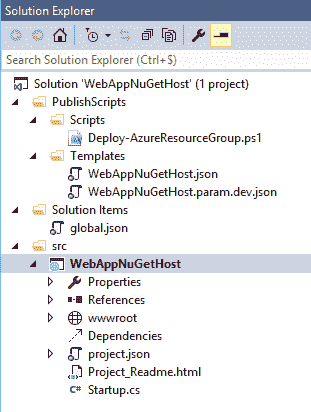 Solution Explorer
Search Solution Explorer (Ctrl+$)
Solution 'WebAppNuGetHost' (1 project)
PublishScripts
Scripts
Deploy-AzureResourceGroup.ps1
Templates
WebAppNuGetHost.json
WebAppNuGetHost.param.dev.json
Solution Items
global.json
src
WebAppNuGetHost
Properties
References
wwwroot
Dependencies
project.json
Project_Readme.html
C# Startup.cs